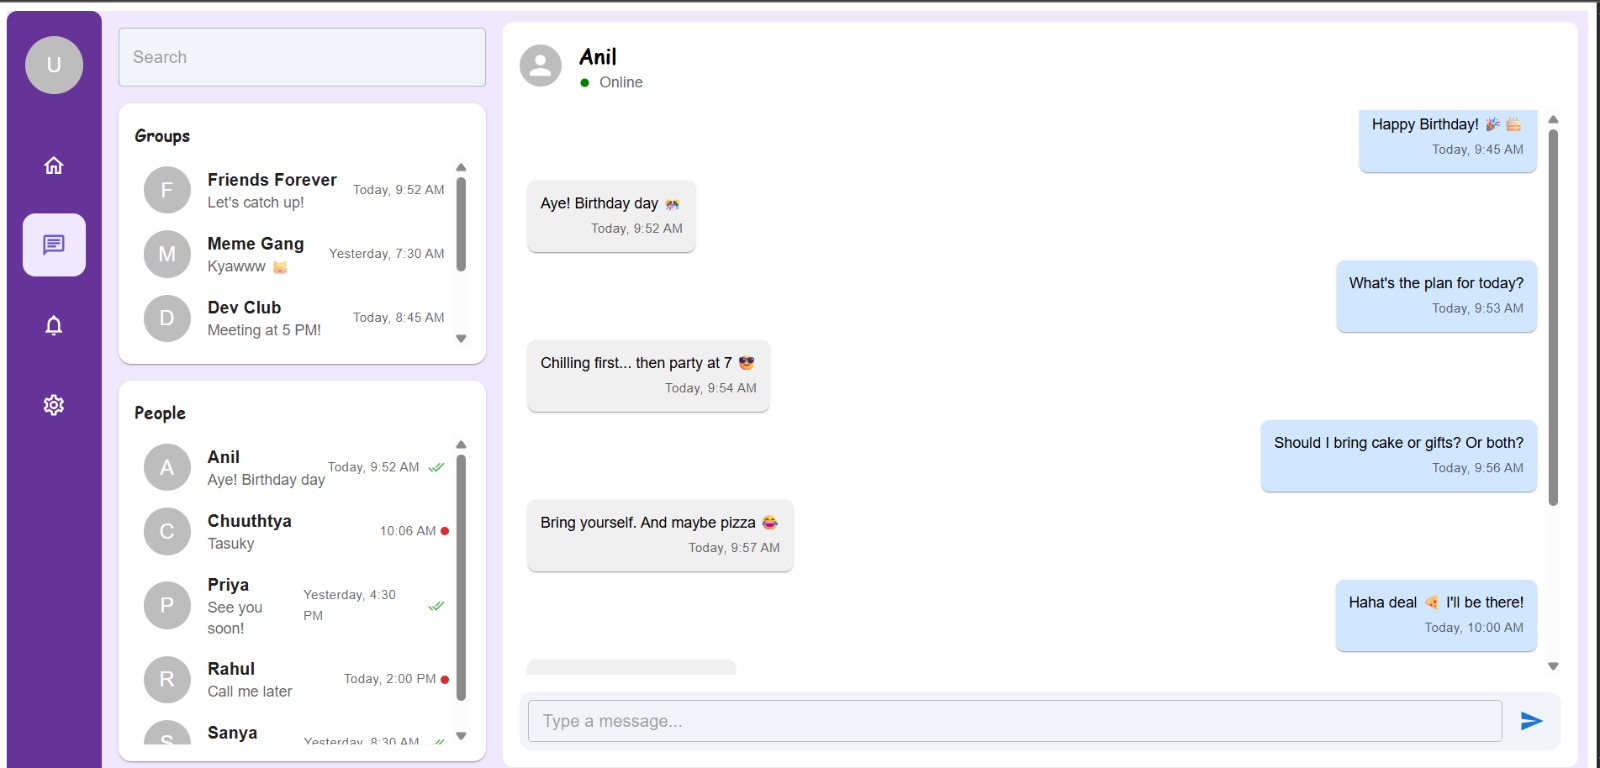 U
Search
Groups
F
Friends Forever
Let's catch up!
Today, 9:52 AM
M
Meme Gang
Kyawww 😸
Yesterday, 7:30 AM
D
Dev Club
Meeting at 5 PM!
Today, 8:45 AM
People
A
Anil
Aye! Birthday day
Today, 9:52 AM
C
Chuuthtya
Tasuky
10:06 AM
P
Priya
See you
soon!
Yesterday, 4:30
PM
R
Rahul
Call me later
Today, 2:00 PM
S
Sanya
Yesterday, 8:30 AM
Anil
Online
Happy Birthday! 🎉 🎂
Today, 9:45 AM
Aye! Birthday day 🎊
Today, 9:52 AM
What's the plan for today?
Today, 9:53 AM
Chilling first... then party at 7 😎
Today, 9:54 AM
Should I bring cake or gifts? Or both?
Today, 9:56 AM
Bring yourself. And maybe pizza 😂
Today, 9:57 AM
Haha deal 🍕 I'll be there!
Today, 10:00 AM
Type a message...